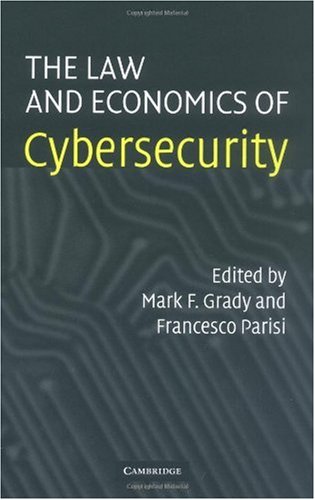 THE LAW
AND ECONOMICS OF
Cybersecurity
Edited by
Mark F. Grady and
Francesco Parisi
CAMBRIDGE